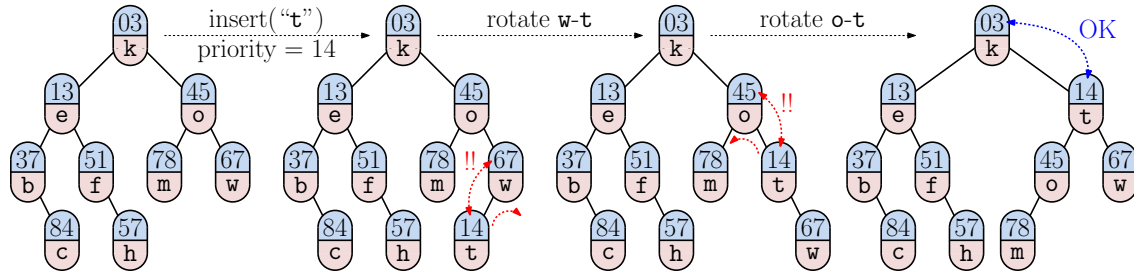 insert(“t”)
priority = 14
rotate w-t
rotate o-t
OK
03 k
13 e
45 o
37 b
51 f
78 m
67 w
84 c
57 h
03 k
13 e
45 o
37 b
51 f
78 m
!!
67 w
84 c
57 h
14 t
03 k
13 e
45 o
!!
37 b
51 f
78 m
14 t
84 c
57 h
67 w
03 k
13 e
14 t
37 b
51 f
45 o
67 w
84 c
57 h
78 m